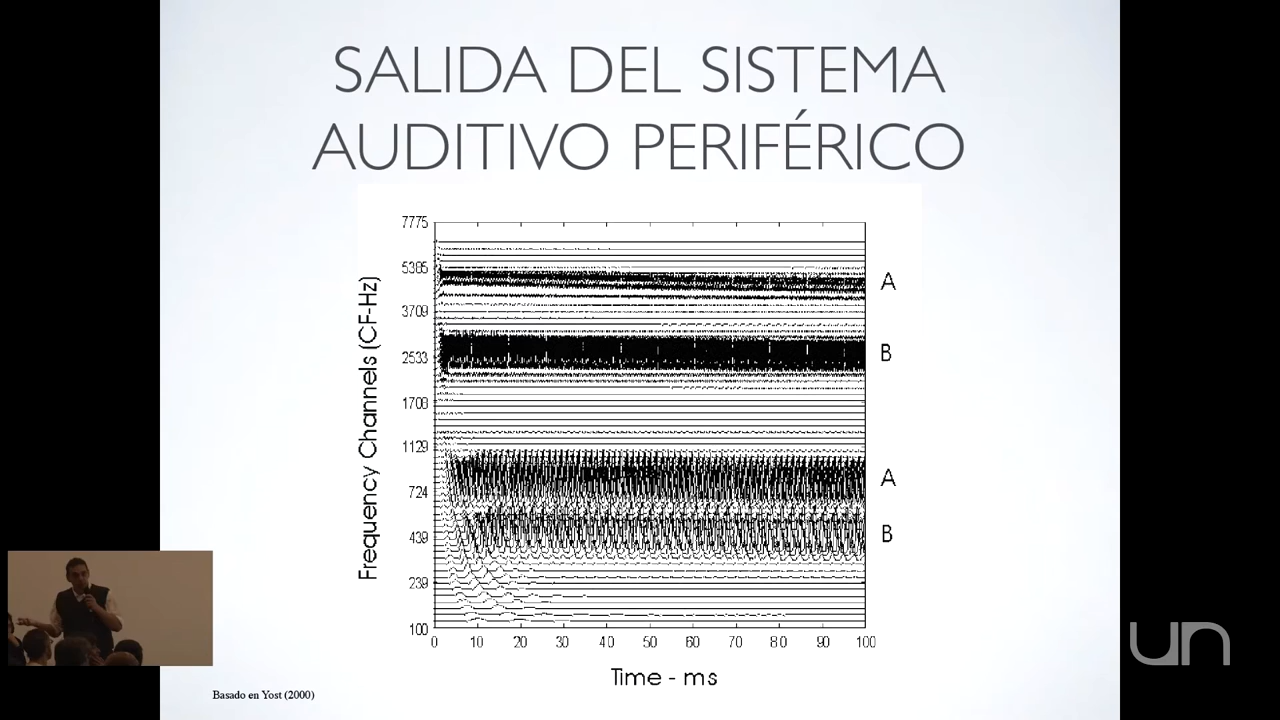 SALIDA DEL SISTEMA
AUDITIVO PERIFÉRICO
7775
5385
3709
2533
1708
1129
724
439
239
100
Frequency Channels (CF-Hz)
A
B
A
B
0 10 20 30 40 50 60 70 80 90 100
Time - ms
Basado en Yost (2000)
un